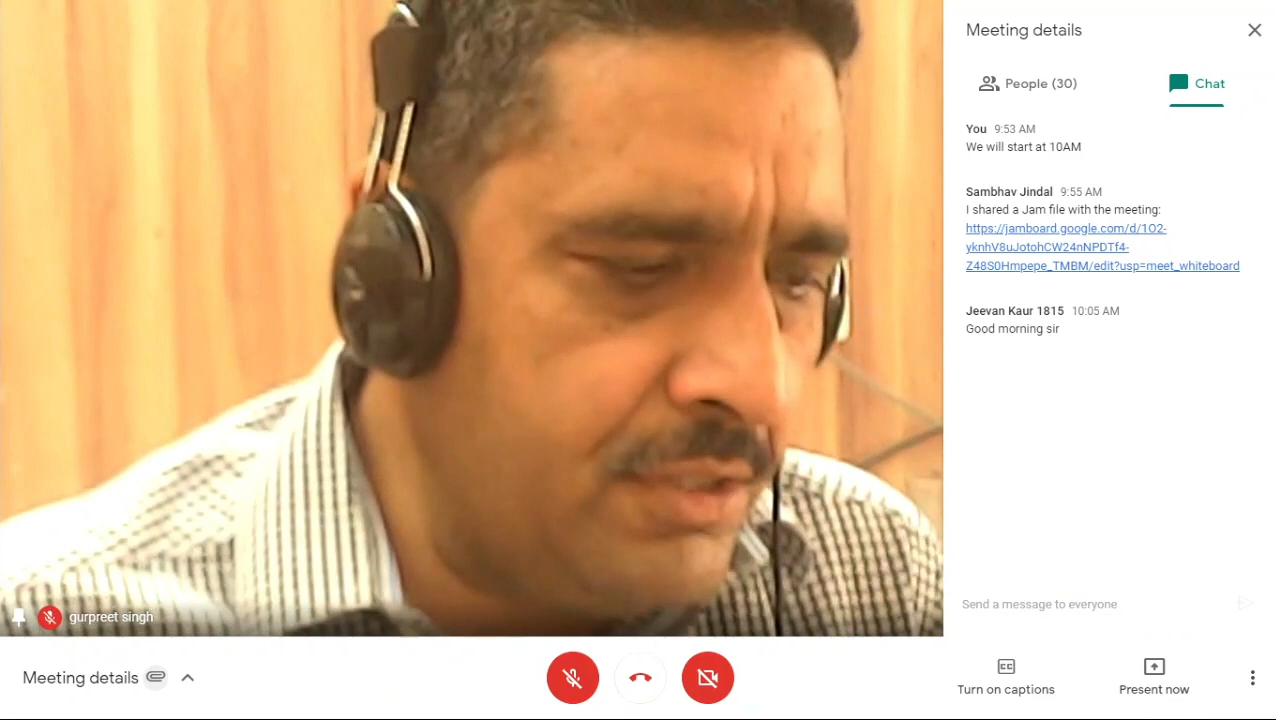 Meeting details
People (30)
Chat
You 9:53 AM
We will start at 10AM
Sambhav Jindal 9:55 AM
I shared a Jam file with the meeting:
https://jamboard.google.com/d/1O2-
yknhV8uJotohCW24nNPDTf4-
Z48S0Hmpepe_TMBM/edit?usp=meet_whiteboard
Jeevan Kaur 1815 10:05 AM
Good morning sir
Send a message to everyone
gurpreet singh
Meeting details
CC
Turn on captions
Present now